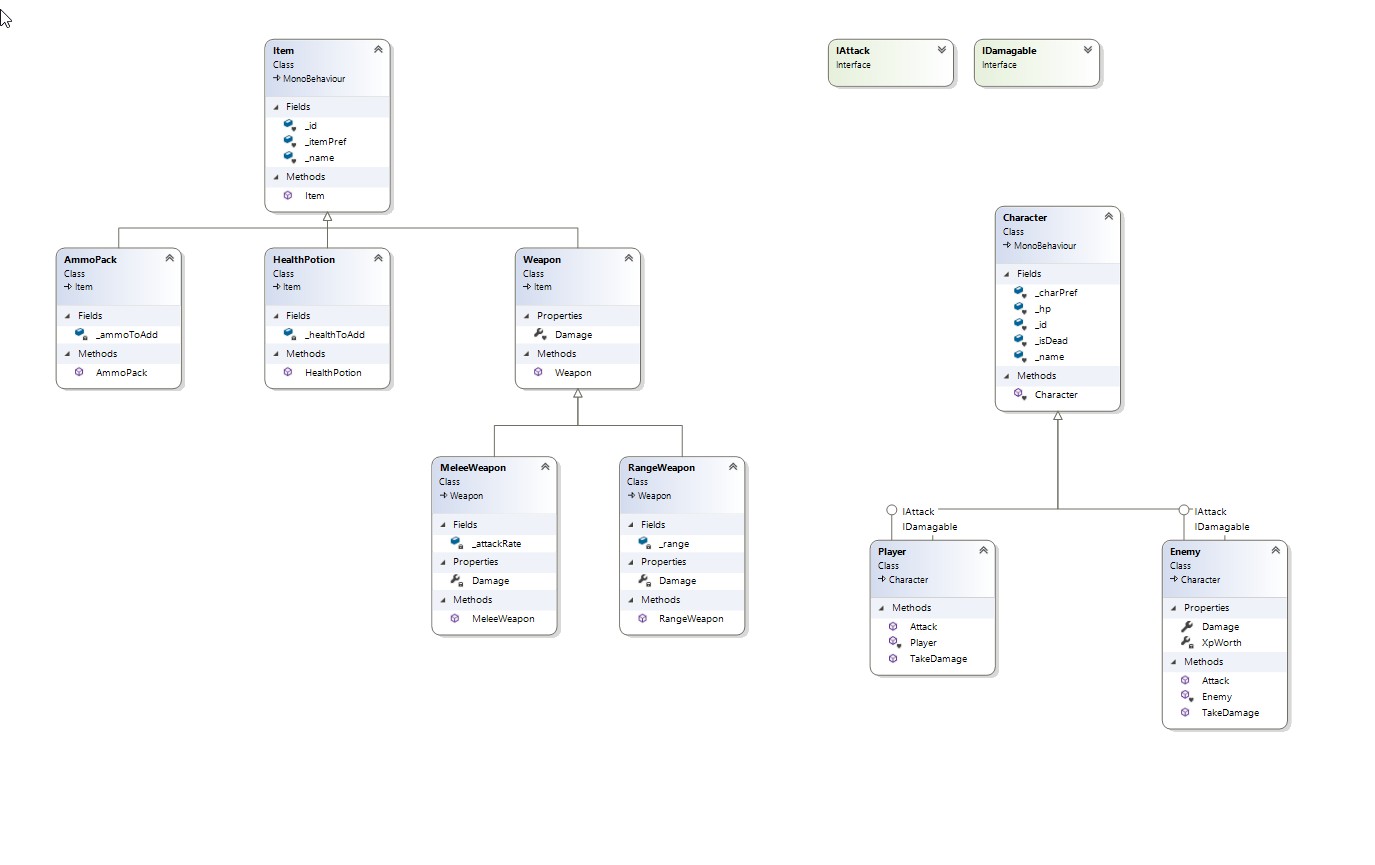 Item
Class
MonoBehaviour
Fields
_id
_itemPref
_name
Methods
Item
IAttack
Interface
IDamagable
Interface
AmmoPack
Class
Item
Fields
_ammoToAdd
Methods
AmmoPack
HealthPotion
Class
Item
Fields
_healthToAdd
Methods
HealthPotion
Weapon
Class
Item
Properties
Damage
Methods
Weapon
Character
Class
MonoBehaviour
Fields
_charPref
_hp
_id
_isDead
_name
Methods
Character
MeleeWeapon
Class
Weapon
Fields
_attackRate
Properties
Damage
Methods
MeleeWeapon
RangeWeapon
Class
Weapon
Fields
_range
Properties
Damage
Methods
RangeWeapon
IAttack
IDamagable
Player
Class
Character
Methods
Attack
Player
TakeDamage
IAttack
IDamagable
Enemy
Class
Character
Properties
Damage
XpWorth
Methods
Attack
Enemy
TakeDamage